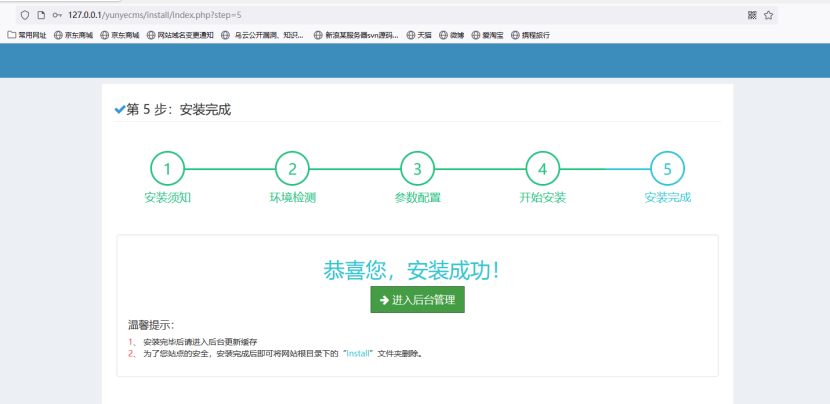 127.0.0.1/yunyecms/install/index.php?step=5
常用网址 京东商城 京东商城 网站域名变更通知 乌云公开漏洞、知识... 新浪某服务器svn源码... 天猫 微博 爱淘宝 携程旅行
第 5 步：安装完成
1 2 3 4 5
安装须知 环境检测 参数配置 开始安装 安装完成
恭喜您，安装成功！
进入后台管理
温馨提示：
1、 安装完毕后请进入后台更新缓存
2、 为了您站点的安全，安装完成后即可将网站根目录下的“Install”文件夹删除。